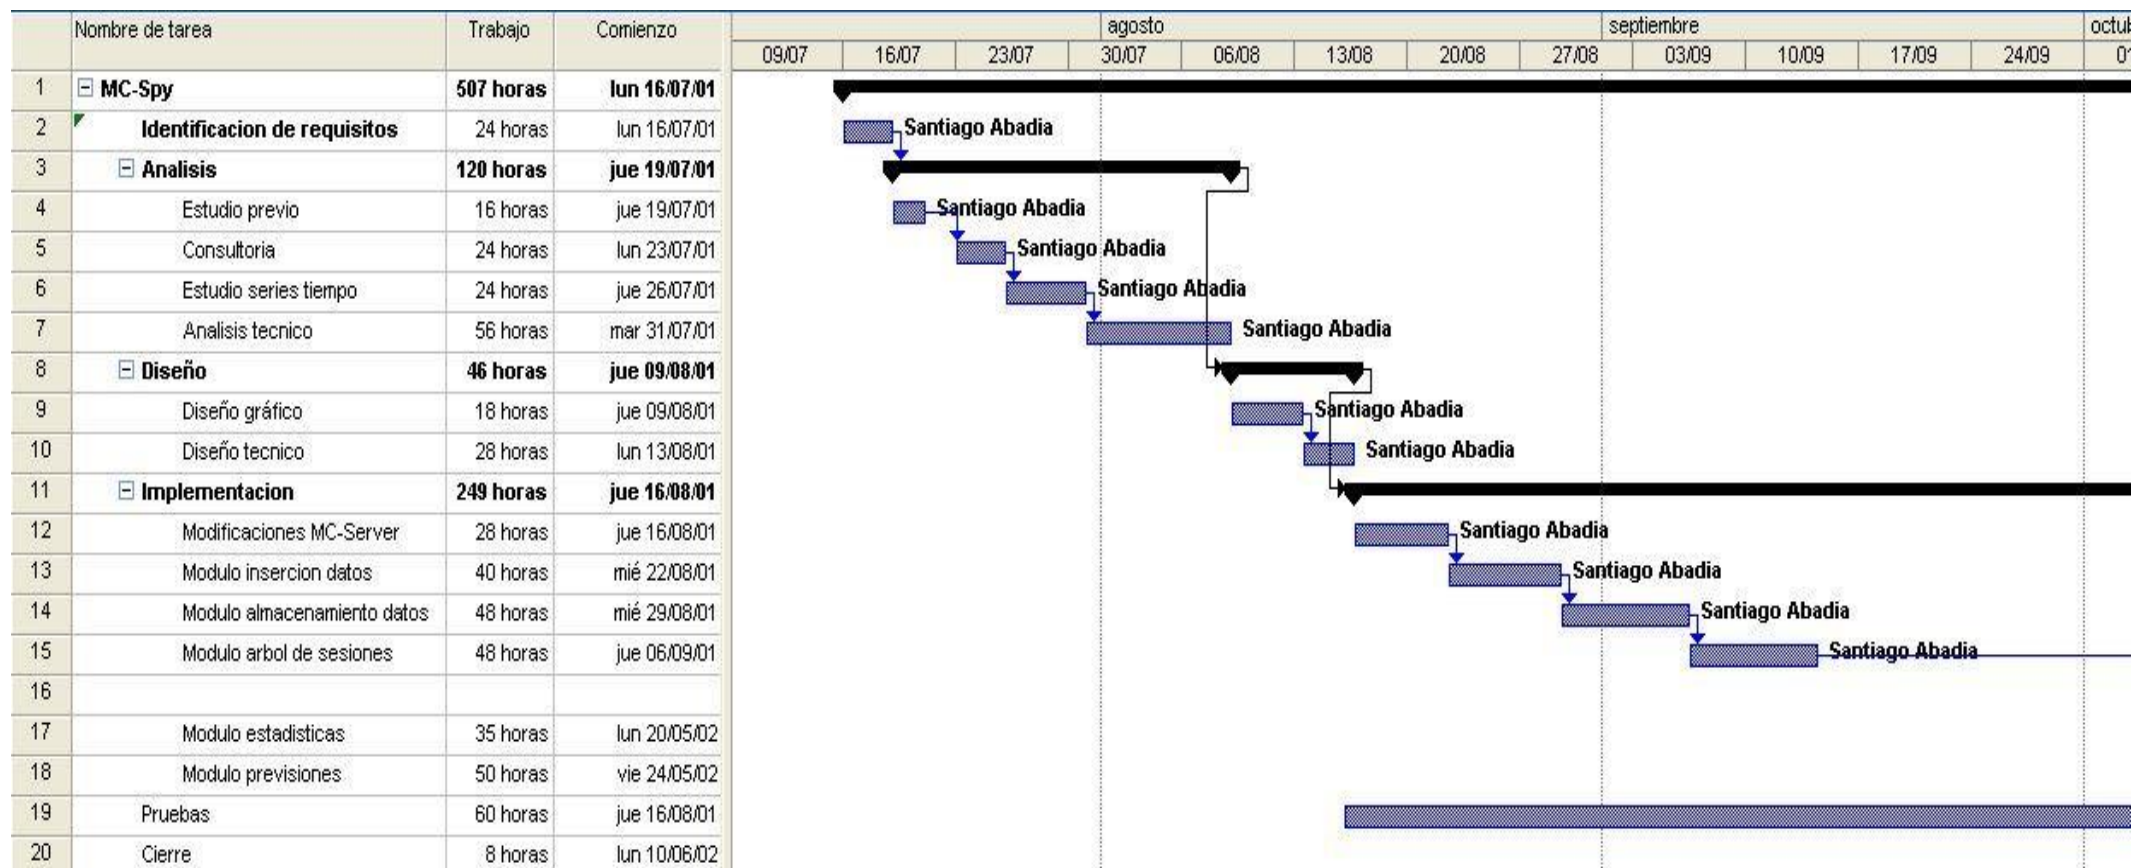 Nombre de tarea Trabajo Comienzo agosto septiembre octub
09/07 16/07 23/07 30/07 06/08 13/08 20/08 27/08 03/09 10/09 17/09 24/09 01
1 MC-Spy 507 horas lun 16/07/01
2 Identificacion de requisitos 24 horas lun 16/07/01 Santiago Abadia
3 Analisis 120 horas jue 19/07/01
4 Estudio previo 16 horas jue 19/07/01 Santiago Abadia
5 Consultoria 24 horas lun 23/07/01 Santiago Abadia
6 Estudio series tiempo 24 horas jue 26/07/01 Santiago Abadia
7 Analisis tecnico 56 horas mar 31/07/01 Santiago Abadia
8 Diseño 46 horas jue 09/08/01
9 Diseño gráfico 18 horas jue 09/08/01 Santiago Abadia
10 Diseño tecnico 28 horas lun 13/08/01 Santiago Abadia
11 Implementacion 249 horas jue 16/08/01
12 Modificaciones MC-Server 28 horas jue 16/08/01 Santiago Abadia
13 Modulo insercion datos 40 horas mié 22/08/01 Santiago Abadia
14 Modulo almacenamiento datos 48 horas mié 29/08/01 Santiago Abadia
15 Modulo arbol de sesiones 48 horas jue 06/09/01 Santiago Abadia
16
17 Modulo estadisticas 35 horas lun 20/05/02
18 Modulo previsiones 50 horas vie 24/05/02
19 Pruebas 60 horas jue 16/08/01
20 Cierre 8 horas lun 10/06/02